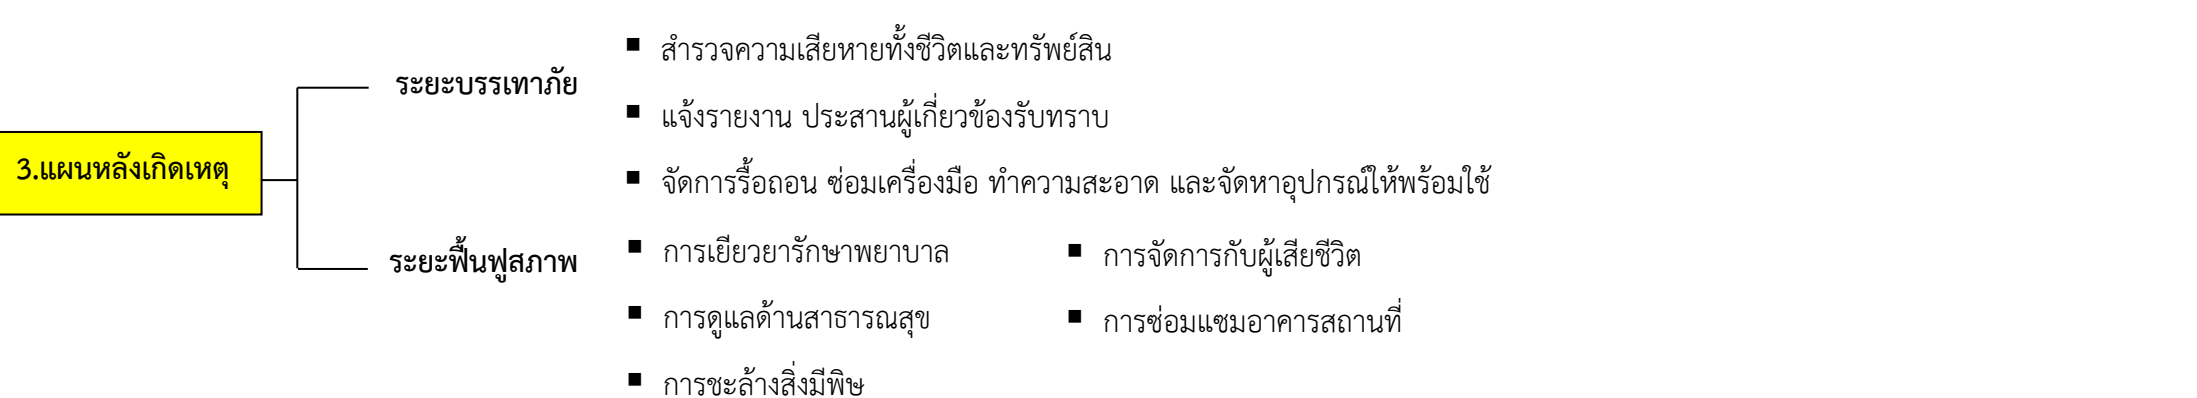 3.แผนหลังเกิดเหตุ
ระยะบรรเทาภัย
▪ สำรวจความเสียหายทั้งชีวิตและทรัพย์สิน
▪ แจ้งรายงาน ประสานผู้เกี่ยวข้องรับทราบ
▪ จัดการรื้อถอน ซ่อมเครื่องมือ ทำความสะอาด และจัดหาอุปกรณ์ให้พร้อมใช้
ระยะฟื้นฟูสภาพ
▪ การเยียวยารักษาพยาบาล
▪ การดูแลด้านสาธารณสุข
▪ การชะล้างสิ่งมีพิษ
▪ การจัดการกับผู้เสียชีวิต
▪ การซ่อมแซมอาคารสถานที่